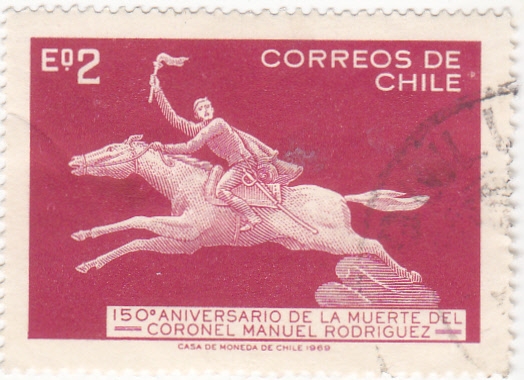 Eº2
CORREOS DE
CHILE
150º ANIVERSARIO DE LA MUERTE DEL
CORONEL MANUEL RODRIGUEZ
CASA DE MONEDA DE CHILE 1969